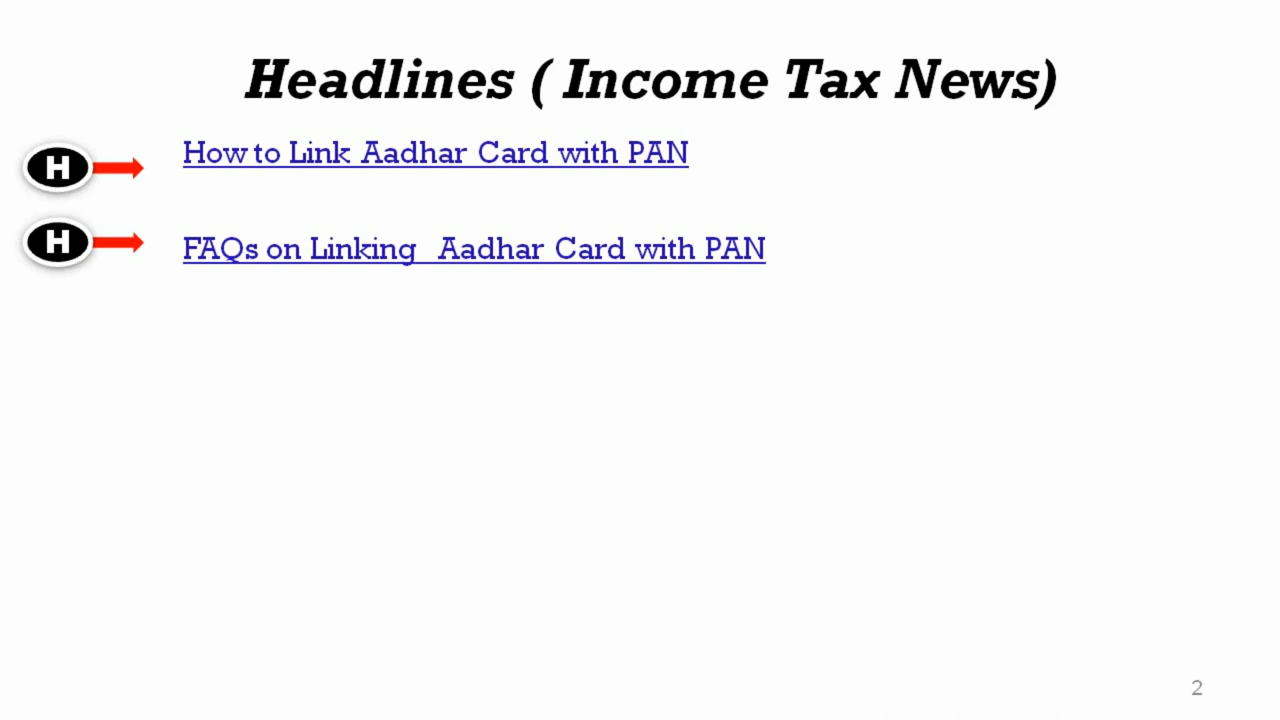 Headlines ( Income Tax News)
H How to Link Aadhar Card with PAN
H FAQs on Linking  Aadhar Card with PAN
2